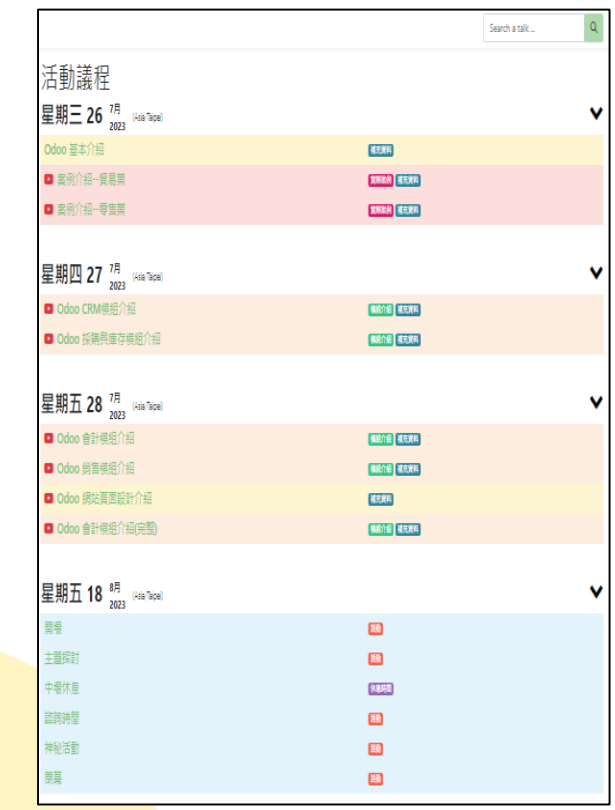 Search a talk ...
活動議程
星期三 26 7月 2023 (Asia/Taipei)
Odoo 基本介紹 補充資料
案例介紹--貿易業 實際案例 補充資料
案例介紹--零售業 實際案例 補充資料
星期四 27 7月 2023 (Asia/Taipei)
Odoo CRM模組介紹 模組介紹 補充資料
Odoo 採購與庫存模組介紹 模組介紹 補充資料
星期五 28 7月 2023 (Asia/Taipei)
Odoo 會計模組介紹 模組介紹 補充資料
Odoo 銷售模組介紹 模組介紹 補充資料
Odoo 網站頁面設計介紹 補充資料
Odoo 會計模組介紹(完整) 模組介紹 補充資料
星期五 18 8月 2023 (Asia/Taipei)
開場 活動
主題探討 活動
中場休息 休息時間
諮詢時間 活動
神秘活動 活動
閉幕 活動